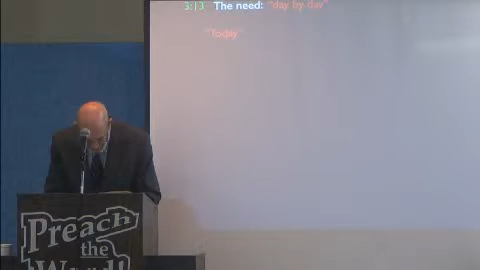 3:13 The need: "day by day"
"Today"
Preach
the
Word!